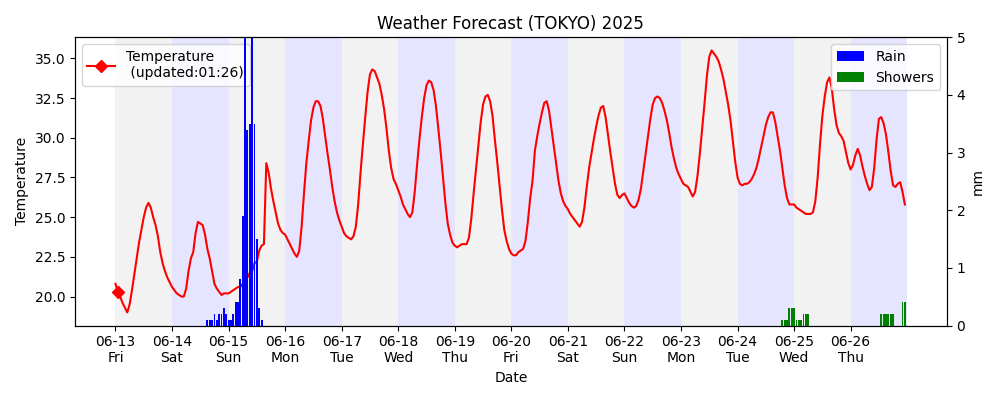 Weather Forecast (TOKYO) 2025
Temperature
(updated:01:26)
Rain
Showers
Temperature
35.0
32.5
30.0
27.5
25.0
22.5
20.0
5
4
3
2
1
0
mm
06-13 06-14 06-15 06-16 06-17 06-18 06-19 06-20 06-21 06-22 06-23 06-24 06-25 06-26
Fri Sat Sun Mon Tue Wed Thu Fri Sat Sun Mon Tue Wed Thu
Date